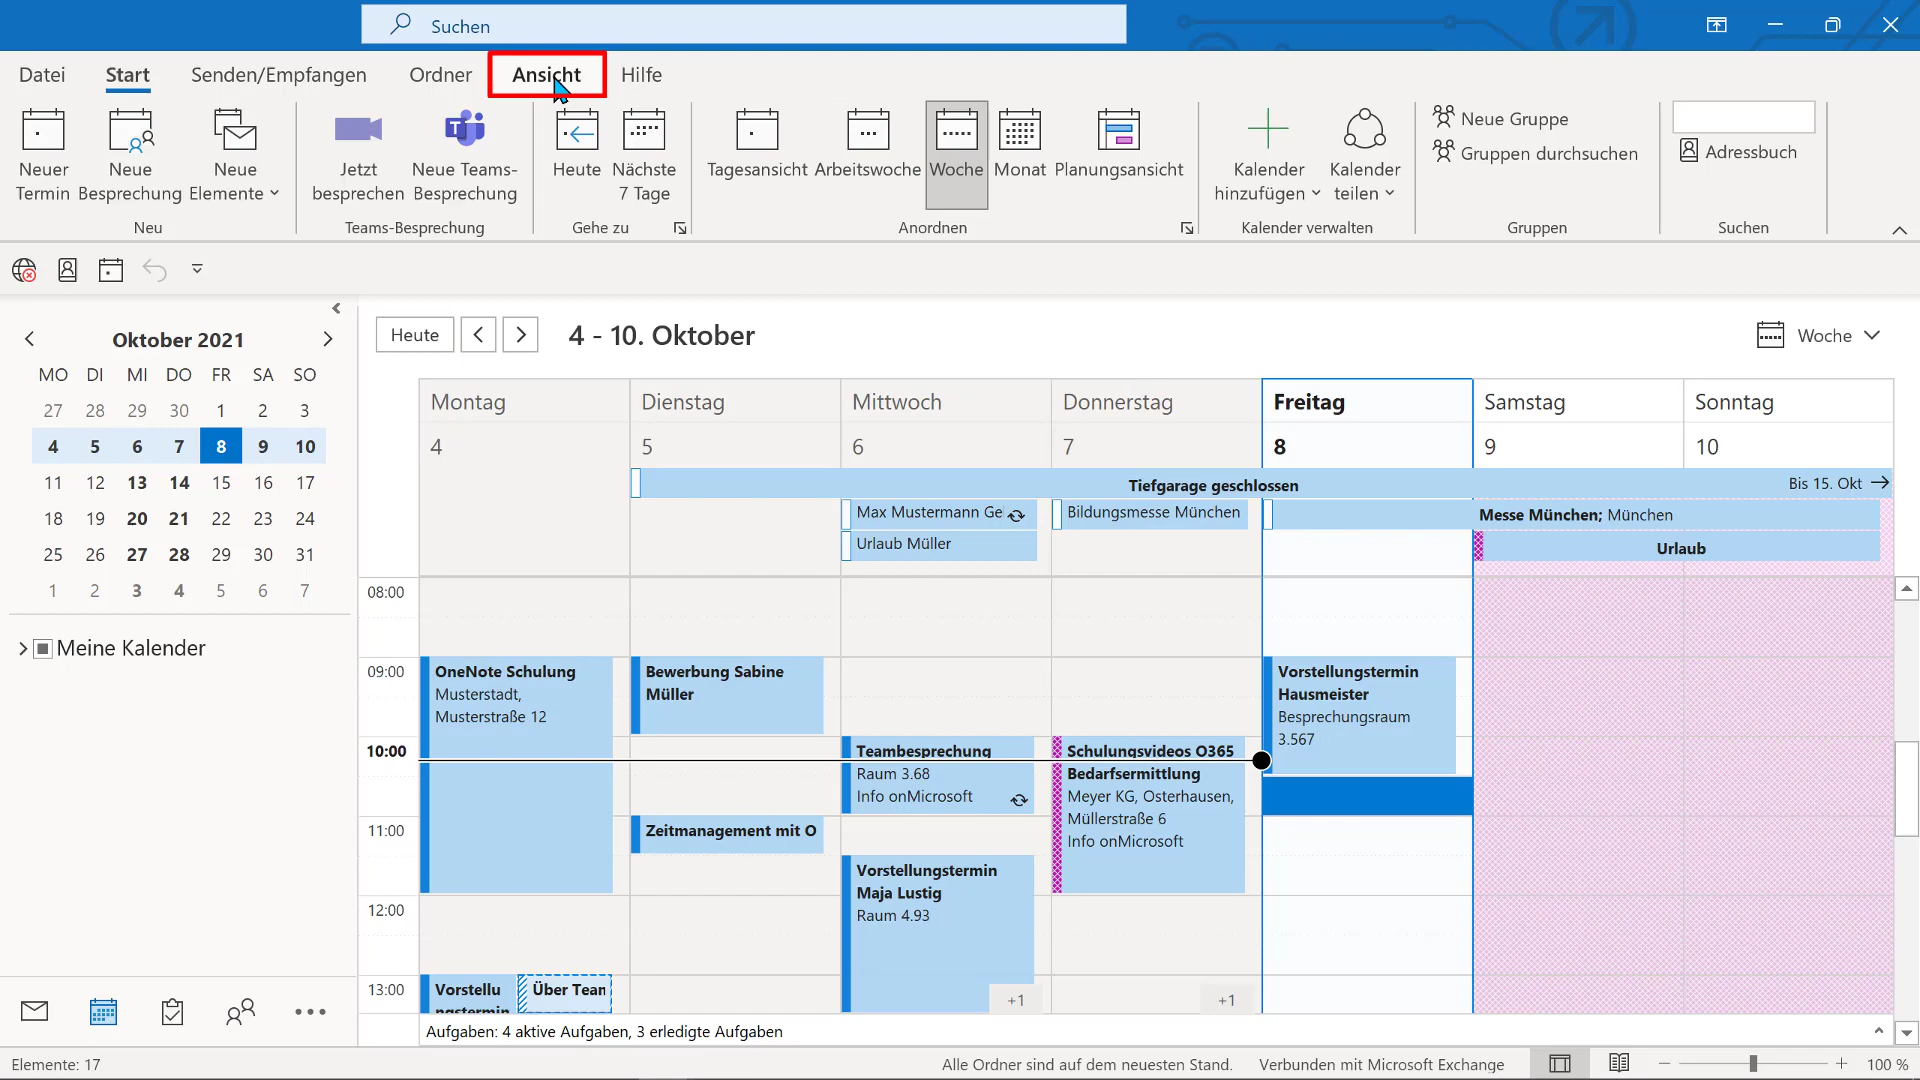 Suchen
Datei Start Senden/Empfangen Ordner Ansicht Hilfe
Neuer Termin
Neue Besprechung
Neue Elemente
Neu
Jetzt besprechen
Neue Teams-Besprechung
Teams-Besprechung
Heute
Nächste 7 Tage
Gehe zu
Tagesansicht
Arbeitswoche
Woche
Monat
Planungsansicht
Anordnen
Kalender hinzufügen
Kalender teilen
Kalender verwalten
Neue Gruppe
Gruppen durchsuchen
Gruppen
Adressbuch
Suchen
Oktober 2021
MO DI MI DO FR SA SO
27 28 29 30 1 2 3
4 5 6 7 8 9 10
11 12 13 14 15 16 17
18 19 20 21 22 23 24
25 26 27 28 29 30 31
1 2 3 4 5 6 7
Meine Kalender
Heute
4 - 10. Oktober
Woche
Montag Dienstag Mittwoch Donnerstag Freitag Samstag Sonntag
4 5 6 7 8 9 10
Tiefgarage geschlossen
Bis 15. Okt
Max Mustermann Ge
Bildungsmesse München
Messe München; München
Urlaub Müller
Urlaub
08:00
09:00
10:00
11:00
12:00
13:00
OneNote Schulung
Musterstadt,
Musterstraße 12
Vorstellu
ngstermin
Über Tean
Bewerbung Sabine
Müller
Zeitmanagement mit O
Teambesprechung
Raum 3.68
Info onMicrosoft
Vorstellungstermin
Maja Lustig
Raum 4.93
+1
Schulungsvideos O365
Bedarfsermittlung
Meyer KG, Osterhausen,
Müllerstraße 6
Info onMicrosoft
+1
Vorstellungstermin
Hausmeister
Besprechungsraum
3.567
Aufgaben: 4 aktive Aufgaben, 3 erledigte Aufgaben
Elemente: 17
Alle Ordner sind auf dem neuesten Stand.
Verbunden mit Microsoft Exchange
100 %